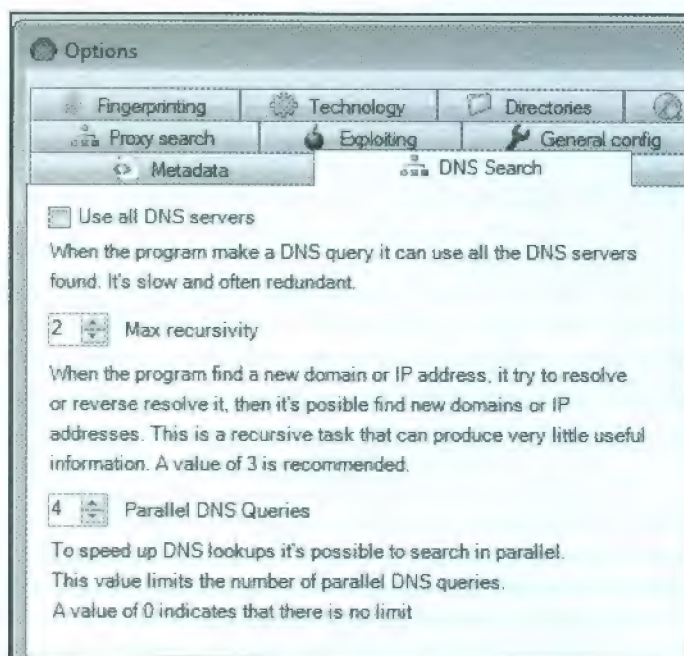 Options
Fingerprinting Technology Directories
Proxy search Exploiting General config
Metadata DNS Search
Use all DNS servers
When the program make a DNS query it can use all the DNS servers
found. It's slow and often redundant.
2 Max recursivity
When the program find a new domain or IP address, it try to resolve
or reverse resolve it, then it's posible find new domains or IP
addresses. This is a recursive task that can produce very little useful
information. A value of 3 is recommended.
4 Parallel DNS Queries
To speed up DNS lookups it's possible to search in parallel.
This value limits the number of parallel DNS queries.
A value of 0 indicates that there is no limit